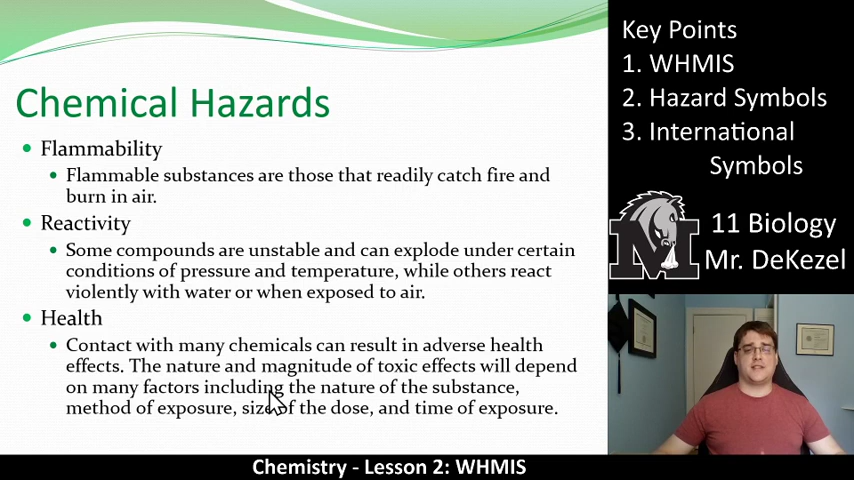 Chemical Hazards
Flammability
Flammable substances are those that readily catch fire and
burn in air.
Reactivity
Some compounds are unstable and can explode under certain
conditions of pressure and temperature, while others react
violently with water or when exposed to air.
Health
Contact with many chemicals can result in adverse health
effects. The nature and magnitude of toxic effects will depend
on many factors including the nature of the substance,
method of exposure, size of the dose, and time of exposure.
Key Points
1. WHMIS
2. Hazard Symbols
3. International
Symbols
M
11 Biology
Mr. DeKezel
Chemistry - Lesson 2: WHMIS